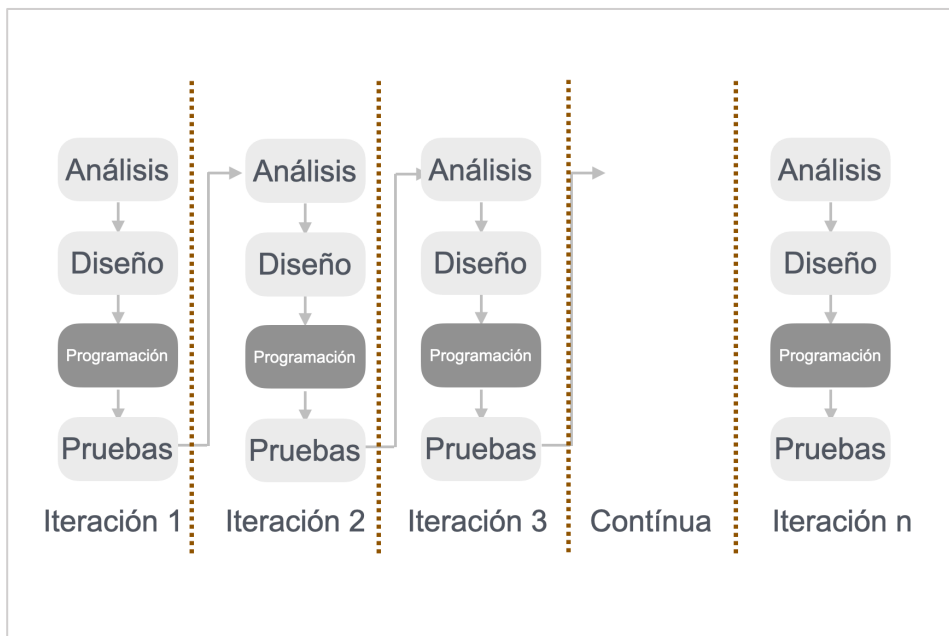 Análisis
Diseño
Programación
Pruebas
Iteración 1
Análisis
Diseño
Programación
Pruebas
Iteración 2
Análisis
Diseño
Programación
Pruebas
Iteración 3
Contínua
Análisis
Diseño
Programación
Pruebas
Iteración n